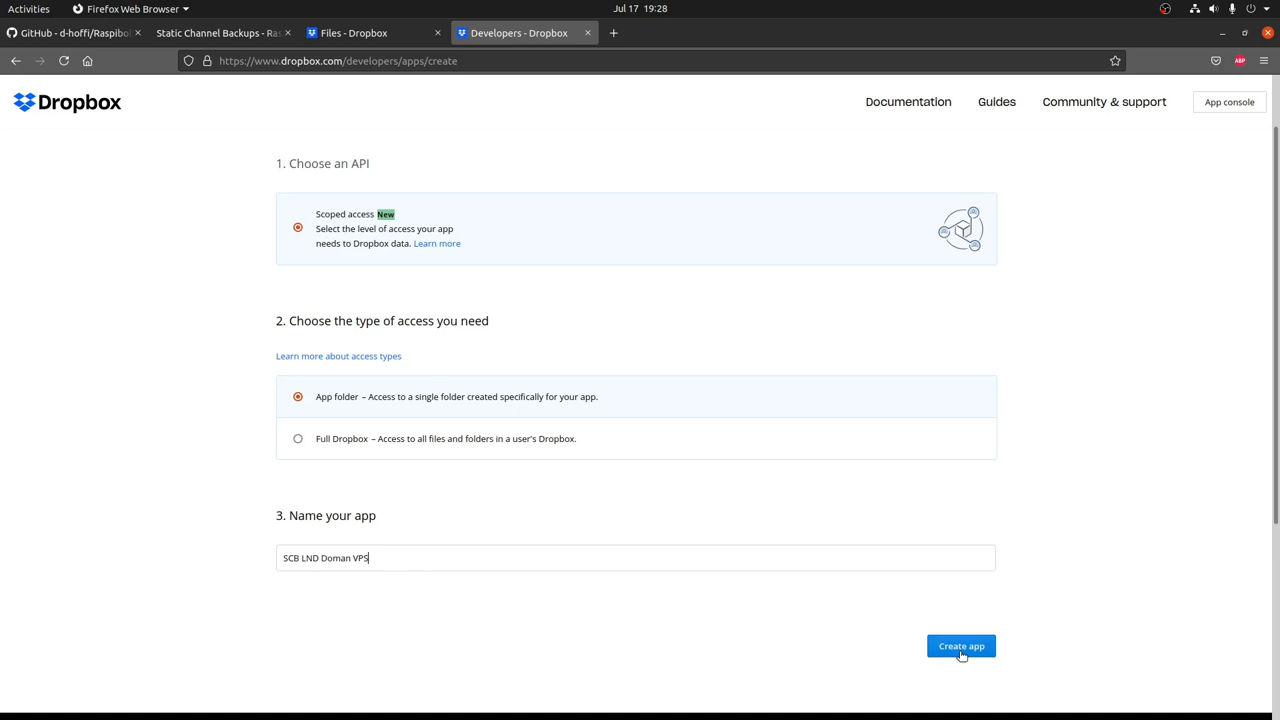 Activities
Firefox Web Browser
Jul 17 19:28
GitHub - d-hoffi/Raspibol
Static Channel Backups - Ras
Files - Dropbox
Developers - Dropbox
https://www.dropbox.com/developers/apps/create
ABP
Dropbox
Documentation
Guides
Community & support
App console
1. Choose an API
Scoped access New
Select the level of access your app
needs to Dropbox data. Learn more
2. Choose the type of access you need
Learn more about access types
App folder – Access to a single folder created specifically for your app.
Full Dropbox – Access to all files and folders in a user's Dropbox.
3. Name your app
SCB LND Doman VPS
Create app